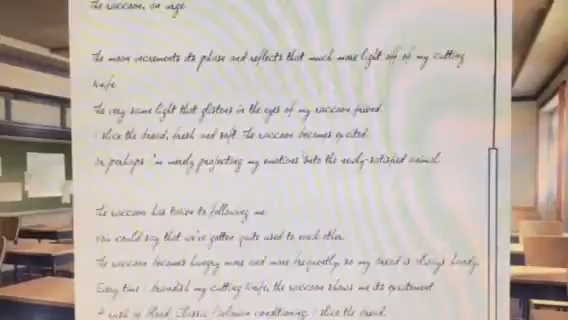 The raccoon, an urge
The moon increments its phase and reflects that much more light off of my cutting
knife
The very same light that glistens in the eyes of my raccoon friend
I slice the bread, fresh and soft. The raccoon becomes excited.
or perhaps I'm merely projecting my emotions onto the newly-satisfied animal
The raccoon has taken to following me.
You could say that we've gotten quite used to each other.
The raccoon becomes hungry more and more frequently, so my bread is always handy.
Every time I brandish my cutting knife, the raccoon shows me its excitement.
A rush of blood. Classic Pavlovian conditioning. I slice the bread.